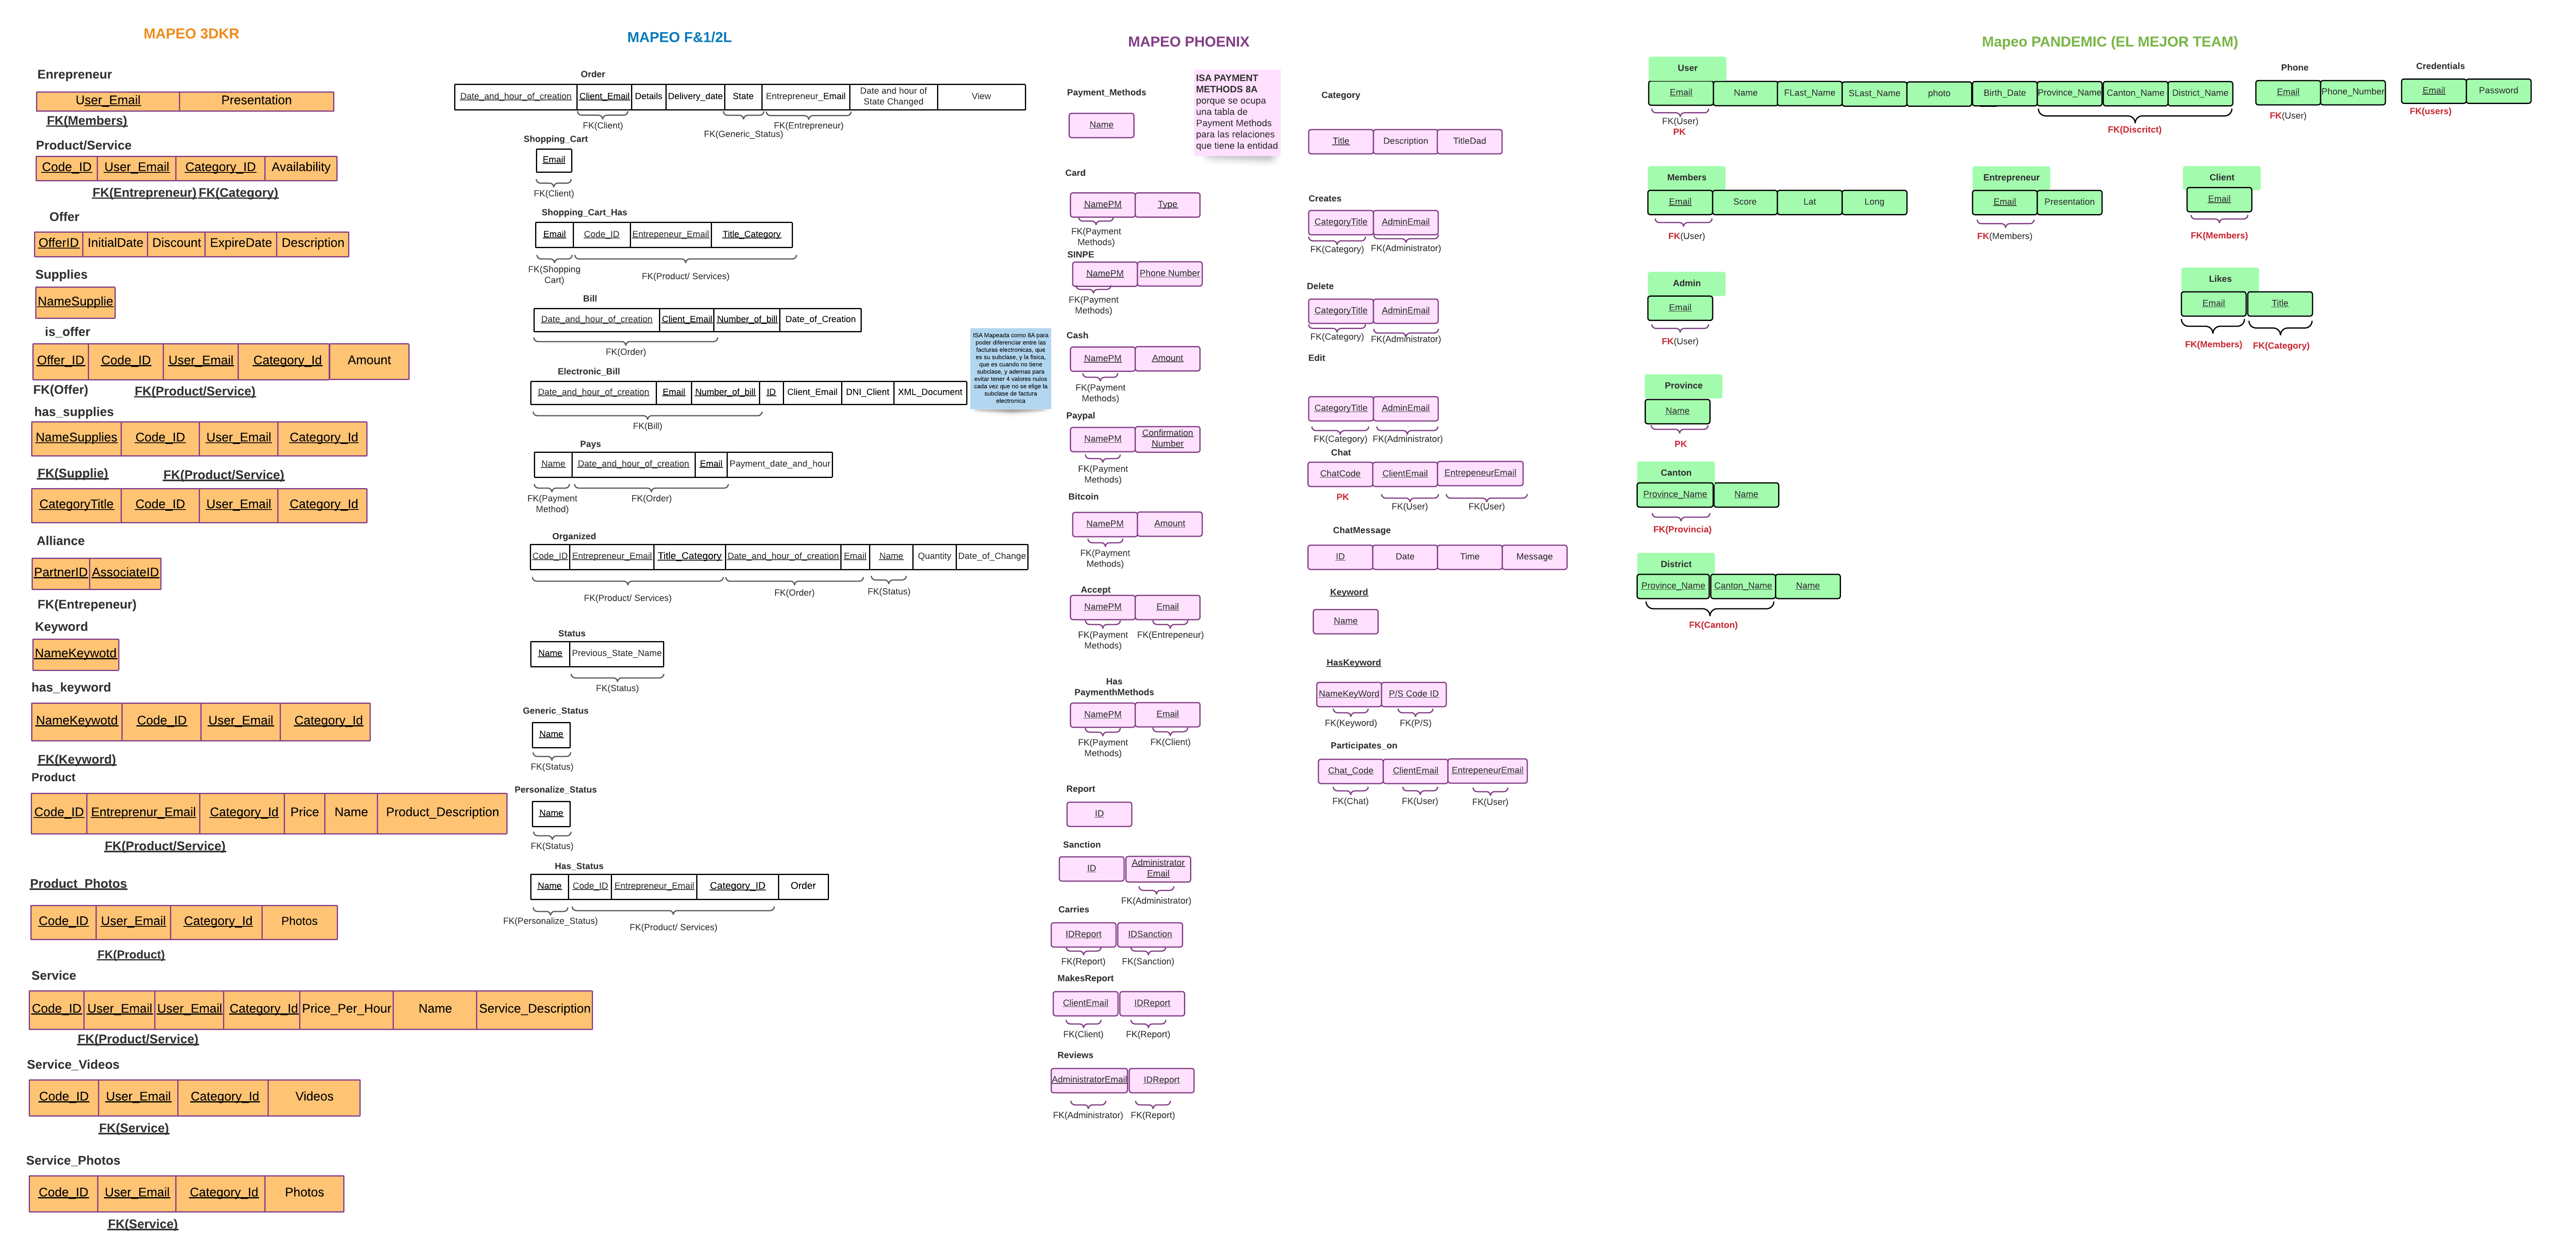 MAPEO 3DKR
Enrepreneur
User_Email Presentation
FK(Members)
Product/Service
Code_ID User_Email Category_ID Availability
FK(Entrepreneur) FK(Category)
Offer
OfferID InitialDate Discount ExpireDate Description
Supplies
NameSupplie
is_offer
Offer_ID Code_ID User_Email Category_Id Amount
FK(Offer) FK(Product/Service)
has_supplies
NameSupplies Code_ID User_Email Category_Id
FK(Supplie) FK(Product/Service)
CategoryTitle Code_ID User_Email Category_Id
Alliance
PartnerID AssociateID
FK(Entrepeneur)
Keyword
NameKeywotd
has_keyword
NameKeywotd Code_ID User_Email Category_Id
FK(Keyword)
Product
Code_ID Entreprenur_Email Category_Id Price Name Product_Description
FK(Product/Service)
Product_Photos
Code_ID User_Email Category_Id Photos
FK(Product)
Service
Code_ID User_Email User_Email Category_Id Price_Per_Hour Name Service_Description
FK(Product/Service)
Service_Videos
Code_ID User_Email Category_Id Videos
FK(Service)
Service_Photos
Code_ID User_Email Category_Id Photos
FK(Service)
MAPEO F&1/2L
Order
Date_and_hour_of_creation Client_Email Details Delivery_date State Entrepreneur_Email Date and hour of
State Changed View
FK(Client) FK(Generic_Status) FK(Entrepreneur)
Shopping_Cart
Email
FK(Client)
Shopping_Cart_Has
Email Code_ID Entrepeneur_Email Title_Category
FK(Shopping
Cart) FK(Product/ Services)
Bill
Date_and_hour_of_creation Client_Email Number_of_bill Date_of_Creation
FK(Order)
ISA Mapeada como 8A para
poder diferenciar entre las
facturas electronicas, que
es su subclase, y la fisica,
que es cuando no tiene
subclase, y ademas para
evitar tener 4 valores nulos
cada vez que no se elige la
subclase de factura
electronica
Electronic_Bill
Date_and_hour_of_creation Email Number_of_bill ID Client_Email DNI_Client XML_Document
FK(Bill)
Pays
Name Date_and_hour_of_creation Email Payment_date_and_hour
FK(Payment
Method) FK(Order)
Organized
Code_ID Entrepreneur_Email Title_Category Date_and_hour_of_creation Email Name Quantity Date_of_Change
FK(Product/ Services) FK(Order) FK(Status)
Status
Name Previous_State_Name
FK(Status)
Generic_Status
Name
FK(Status)
Personalize_Status
Name
FK(Status)
Has_Status
Name Code_ID Entrepreneur_Email Category_ID Order
FK(Personalize_Status) FK(Product/ Services)
MAPEO PHOENIX
Payment_Methods
Name
ISA PAYMENT
METHODS 8A
porque se ocupa
una tabla de
Payment Methods
para las relaciones
que tiene la entidad
Card
NamePM Type
FK(Payment
Methods)
SINPE
NamePM Phone Number
FK(Payment
Methods)
Cash
NamePM Amount
FK(Payment
Methods)
Paypal
NamePM Confirmation
Number
FK(Payment
Methods)
Bitcoin
NamePM Amount
FK(Payment
Methods)
Accept
NamePM Email
FK(Payment
Methods) FK(Entrepeneur)
Has
PaymenthMethods
NamePM Email
FK(Payment
Methods) FK(Client)
Report
ID
Sanction
ID Administrator
Email
FK(Administrator)
Carries
IDReport IDSanction
FK(Report) FK(Sanction)
MakesReport
ClientEmail IDReport
FK(Client) FK(Report)
Reviews
AdministratorEmail IDReport
FK(Administrator) FK(Report)
Category
Title Description TitleDad
Creates
CategoryTitle AdminEmail
FK(Category) FK(Administrator)
Delete
CategoryTitle AdminEmail
FK(Category) FK(Administrator)
Edit
CategoryTitle AdminEmail
FK(Category) FK(Administrator)
Chat
ChatCode ClientEmail EntrepeneurEmail
PK FK(User) FK(User)
ChatMessage
ID Date Time Message
Keyword
Name
HasKeyword
NameKeyWord P/S Code ID
FK(Keyword) FK(P/S)
Participates_on
Chat_Code ClientEmail EntrepeneurEmail
FK(Chat) FK(User) FK(User)
Mapeo PANDEMIC (EL MEJOR TEAM)
User
Email Name FLast_Name SLast_Name photo Birth_Date Province_Name Canton_Name District_Name
FK(User)
PK
FK(Discritct)
Phone
Email Phone_Number
FK(User)
Credentials
Email Password
FK(users)
Members
Email Score Lat Long
FK(User)
Entrepreneur
Email Presentation
FK(Members)
Client
Email
FK(Members)
Admin
Email
FK(User)
Likes
Email Title
FK(Members) FK(Category)
Province
Name
PK
Canton
Province_Name Name
FK(Provincia)
District
Province_Name Canton_Name Name
FK(Canton)